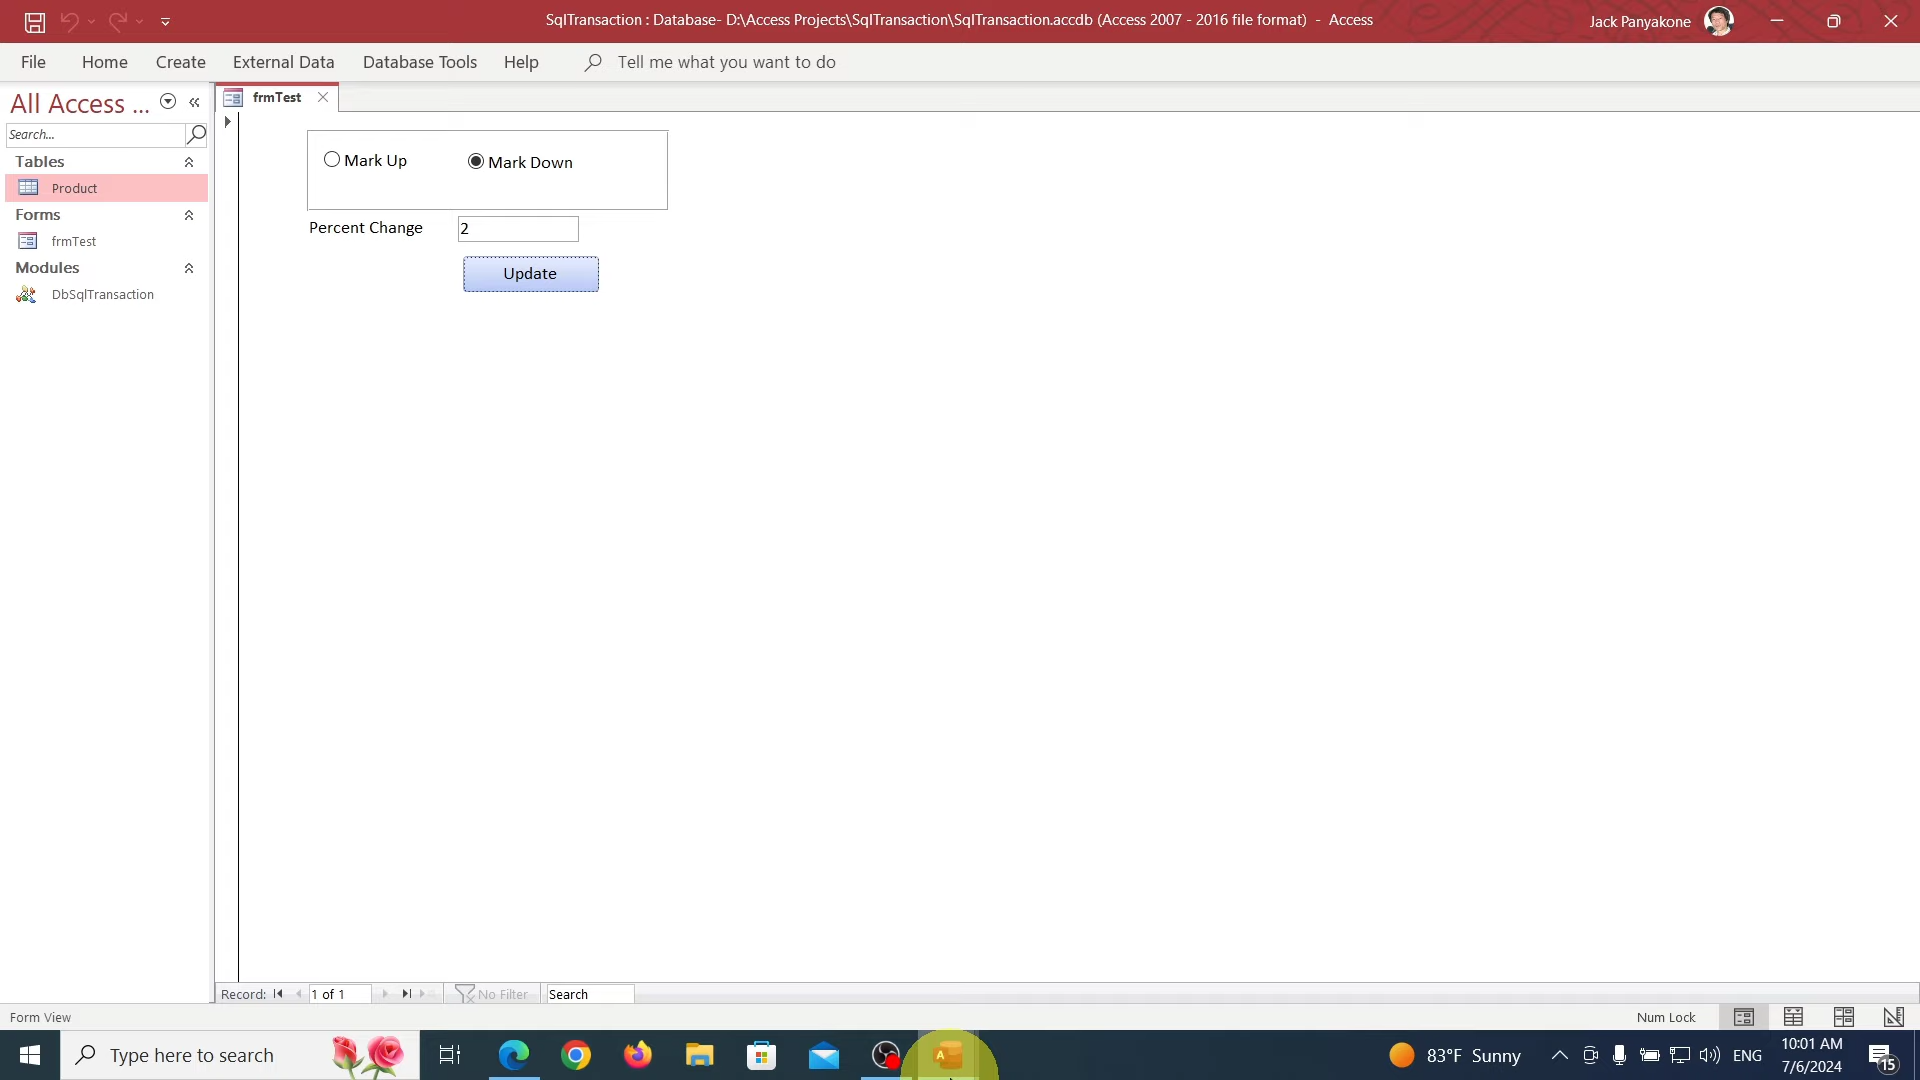 SqlTransaction : Database- D:\Access Projects\SqlTransaction\SqlTransaction.accdb (Access 2007 - 2016 file format)  -  Access
Jack Panyakone
File Home Create External Data Database Tools Help Tell me what you want to do
All Access ...
frmTest
Search...
Tables
Product
Forms
frmTest
Modules
DbSqlTransaction
Mark Up Mark Down
Percent Change 2
Update
Record: 1 of 1 No Filter Search
Form View
Num Lock
Type here to search
A
83°F Sunny
ENG
10:01 AM
7/6/2024
15